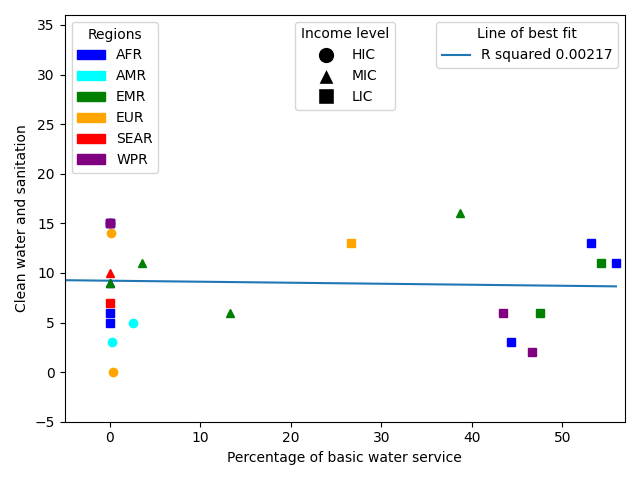 Regions
AFR
AMR
EMR
EUR
SEAR
WPR
Income level
HIC
MIC
LIC
Line of best fit
R squared 0.00217
Clean water and sanitation
35
30
25
20
15
10
5
0
−5
0
10
20
30
40
50
Percentage of basic water service